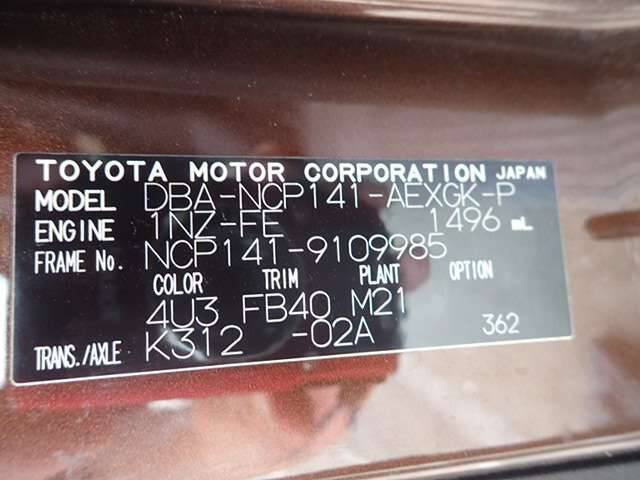 TOYOTA MOTOR CORPORATION JAPAN
MODEL DBA-NCP141-AEXGK-P
ENGINE 1NZ-FE 1496 mL
FRAME No. NCP141-9109985
COLOR TRIM PLANT OPTION
4U3 FB40 M21
TRANS./AXLE K312 -02A 362